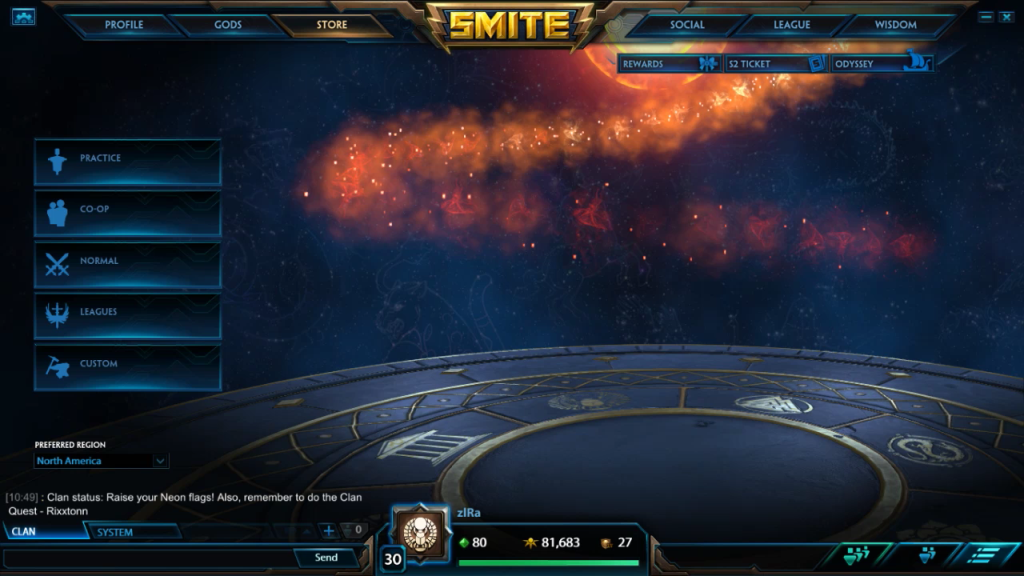 PROFILE
GODS
STORE
SMITE
SOCIAL
LEAGUE
WISDOM
REWARDS
S2 TICKET
ODYSSEY
PRACTICE
CO-OP
NORMAL
LEAGUES
CUSTOM
PREFERRED REGION
North America
[10:49] : Clan status: Raise your Neon flags! Also, remember to do the Clan
Quest - Rixxtonn
CLAN
SYSTEM
+
0
Send
zIRa
30
80
81,683
27